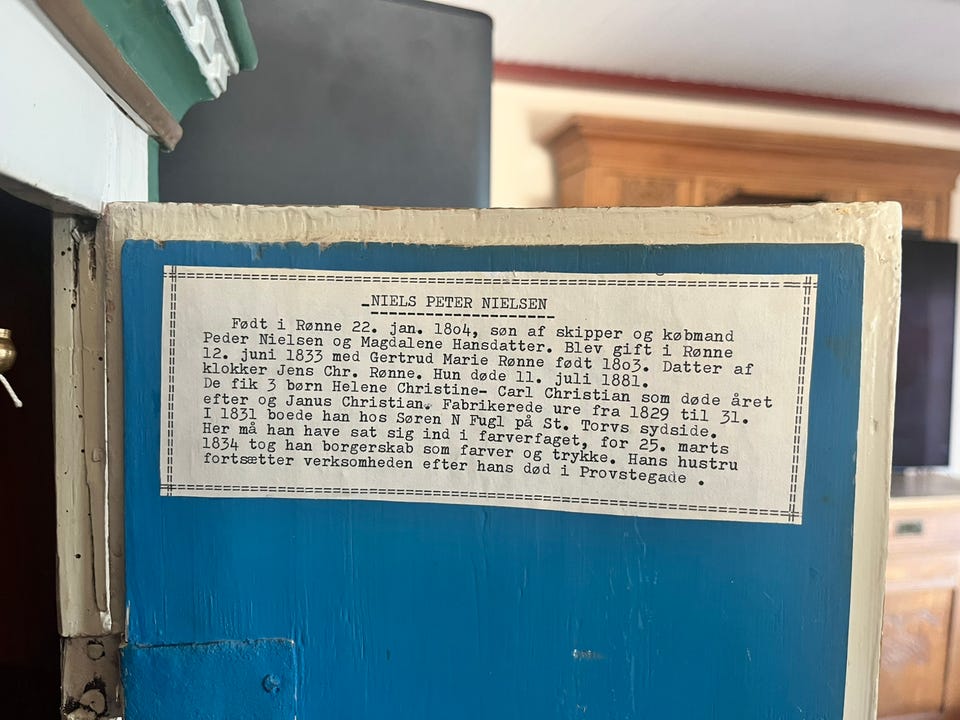 NIELS PETER NIELSEN
Født i Rønne 22. jan. 18o4, søn af skipper og købmand
Peder Nielsen og Magdalene Hansdatter. Blev gift i Rønne
12. juni 1833 med Gertrud Marie Rønne født 18o3. Datter af
klokker Jens Chr. Rønne. Hun døde 11. juli 1881.
De fik 3 børn Helene Christine- Carl Christian som døde året
efter og Janus Christian. Fabrikerede ure fra 1829 til 31.
I 1831 boede han hos Søren N Fugl på St. Torvs sydside.
Her må han have sat sig ind i farverfaget, for 25. marts
1834 tog han borgerskab som farver og trykke. Hans hustru
fortsætter verksomheden efter hans død i Provstegade .